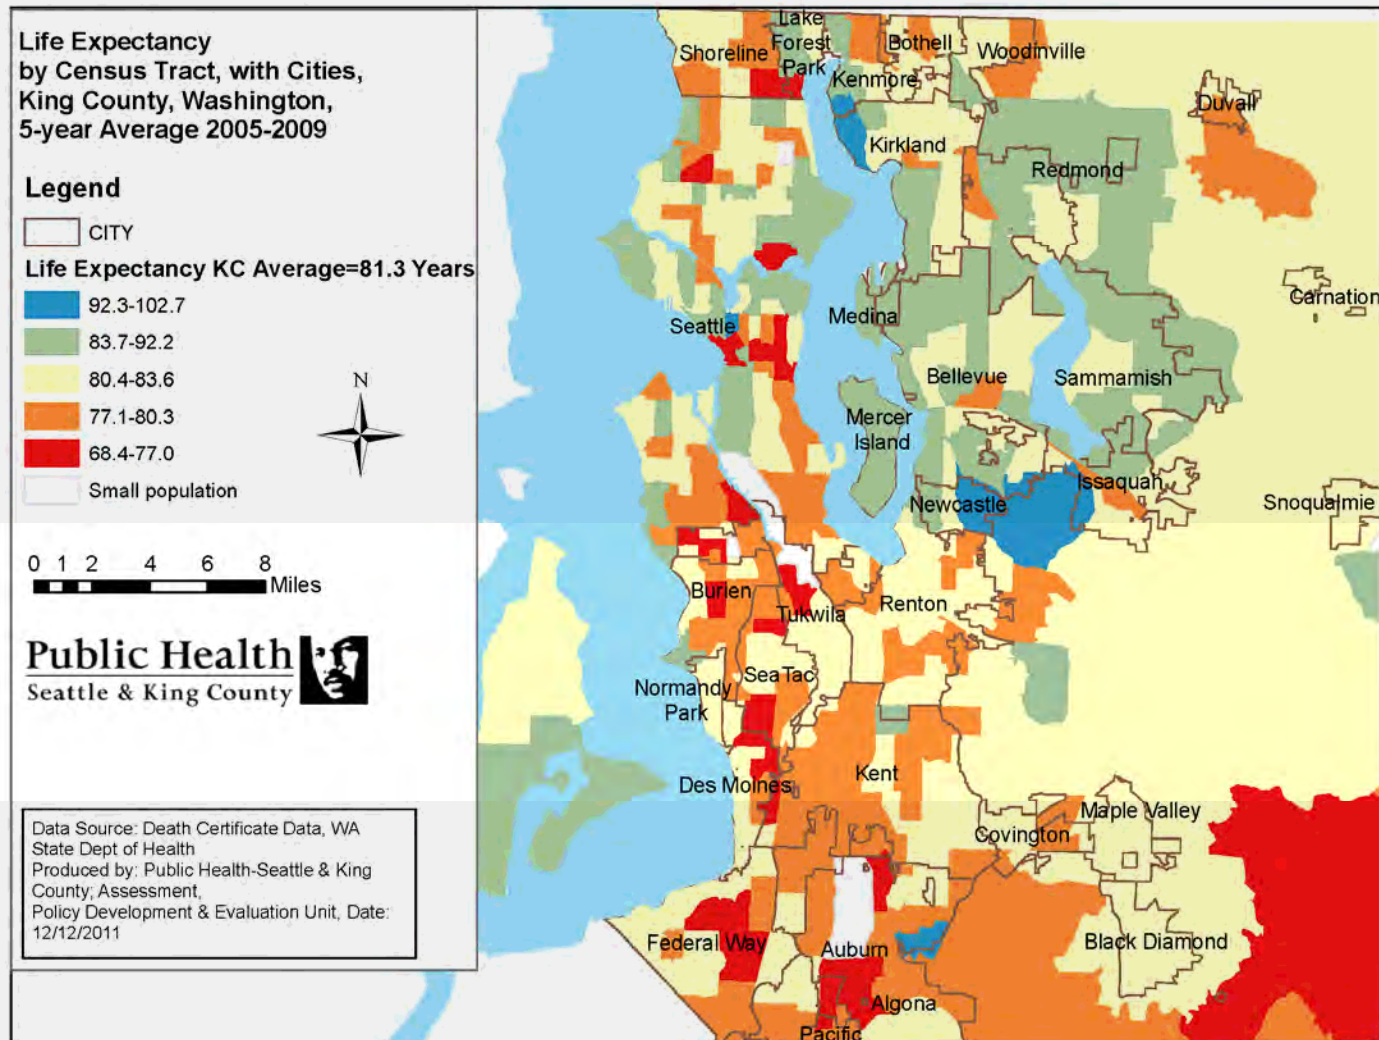 Life Expectancy
by Census Tract, with Cities,
King County, Washington,
5-year Average 2005-2009
Legend
CITY
Life Expectancy KC Average=81.3 Years
92.3-102.7
83.7-92.2
80.4-83.6
77.1-80.3
68.4-77.0
Small population
N
0 1 2 4 6 8
Miles
Public Health
Seattle & King County
Data Source: Death Certificate Data, WA
State Dept of Health
Produced by: Public Health-Seattle & King
County; Assessment,
Policy Development & Evaluation Unit, Date:
12/12/2011
Shoreline
Lake
Forest
Park
Bothell
Woodinville
Kenmore
Duvall
Kirkland
Redmond
Carnation
Seattle
Medina
Bellevue
Sammamish
Mercer
Island
Issaquah
Newcastle
Snoqualmie
Burien
Tukwila
Renton
SeaTac
Normandy
Park
Des Moines
Kent
Maple Valley
Covington
Federal Way
Auburn
Black Diamond
Algona
Pacific